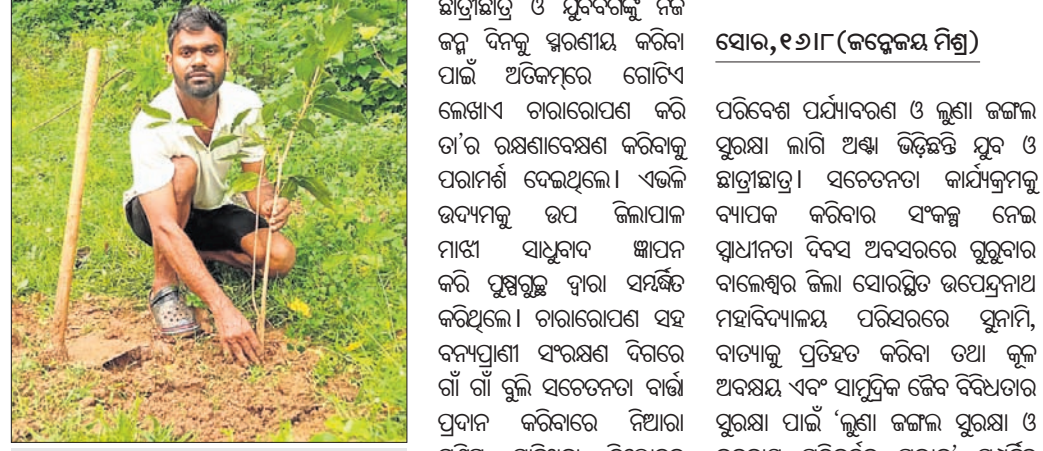 ଛାତ୍ରୀଛାତ୍ର ଓ ଯୁବବର୍ଗଙ୍କୁ ନିଜ
ଜନ୍ମ ଦିନକୁ ସ୍ମରଣୀୟ କରିବା
ପାଇଁ ଅତିକମ୍‌ରେ ଗୋଟିଏ
ଲେଖାଏ ଚାରାରୋପଣ କରି
ତା’ର ରକ୍ଷଣାବେକ୍ଷଣ କରିବାକୁ
ପରାମର୍ଶ ଦେଇଥିଲେ। ଏଭଳି
ଉଦ୍ୟମକୁ ଉପ ଜିଲାପାଳ
ମାଝୀ ସାଧୁବାଦ ଜ୍ଞାପନ
କରି ପୁଷ୍ପଗୁଚ୍ଛ ଦ୍ୱାରା ସମ୍ବର୍ଦ୍ଧିତ
କରିଥିଲେ। ଚାରାରୋପଣ ସହ
ବନ୍ୟପ୍ରାଣୀ ସଂରକ୍ଷଣ ଦିଗରେ
ଗାଁ ଗାଁ ବୁଲି ସଚେତନତା ବାର୍ତ୍ତା
ପ୍ରଦାନ କରିବାରେ ନିଆରା
ସୋର,୧୬।୮(ଜନ୍ମେଜୟ ମିଶ୍ର)
ପରିବେଶ ପର୍ଯ୍ୟାବରଣ ଓ ଲୁଣା ଜଙ୍ଗଲ
ସୁରକ୍ଷା ଲାଗି ଅଣ୍ଟା ଭିଡ଼ିଛନ୍ତି ଯୁବ ଓ
ଛାତ୍ରୀଛାତ୍ର। ସଚେତନତା କାର୍ଯ୍ୟକ୍ରମକୁ
ବ୍ୟାପକ କରିବାର ସଂକଳ୍ପ ନେଇ
ସ୍ୱାଧୀନତା ଦିବସ ଅବସରରେ ଗୁରୁବାର
ବାଲେଶ୍ୱର ଜିଲା ସୋରସ୍ଥିତ ଉପେନ୍ଦ୍ରନାଥ
ମହାବିଦ୍ୟାଳୟ ପରିସରରେ ସୁନାମି,
ବାତ୍ୟାକୁ ପ୍ରତିହତ କରିବା ତଥା କୂଳ
ଅବକ୍ଷୟ ଏବଂ ସାମୁଦ୍ରିକ ଜୈବ ବିବିଧତାର
ସୁରକ୍ଷା ପାଇଁ ‘ଲୁଣା ଜଙ୍ଗଲ ସୁରକ୍ଷା ଓ